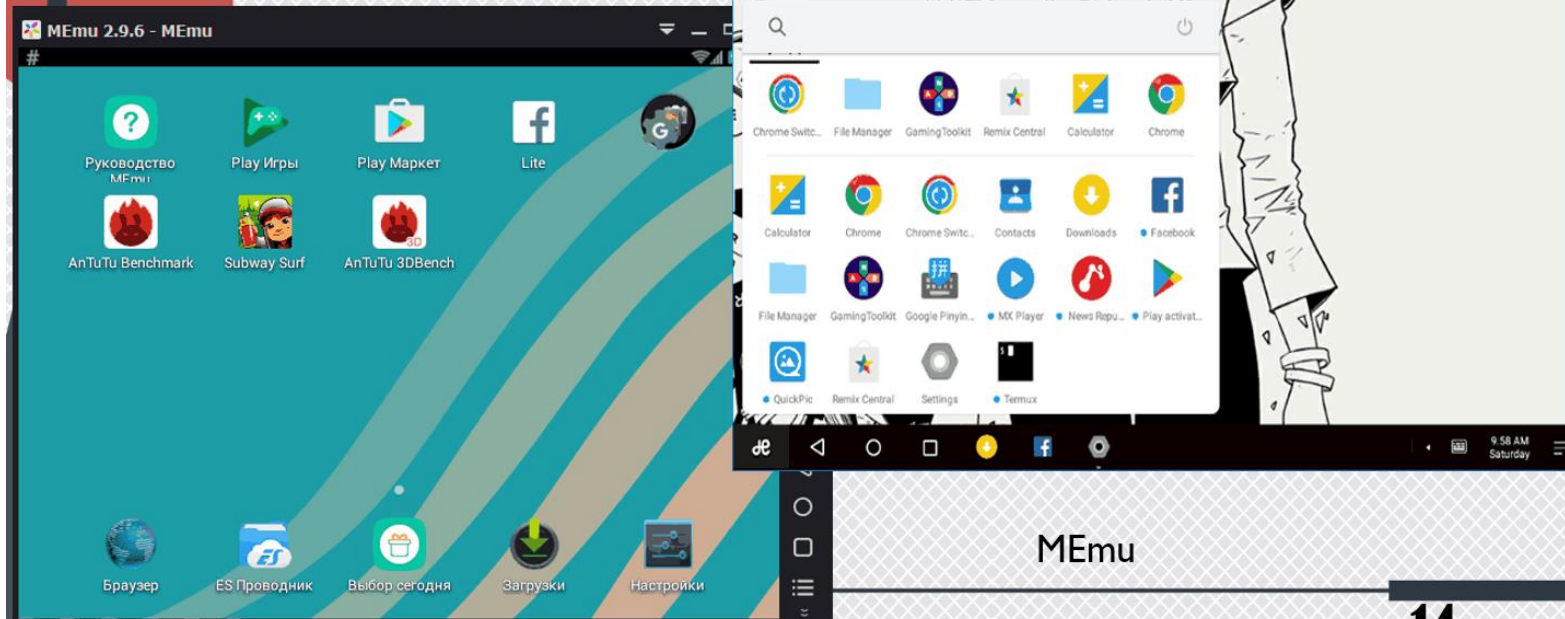 MEmu 2.9.6 - MEmu
#
Руководство
MEmu
Play Игры
Play Маркет
Lite
G
AnTuTu Benchmark
Subway Surf
3D
AnTuTu 3DBench
Браузер
ES
ES Проводник
Выбор сегодня
Загрузки
Настройки
Chrome Switc...
File Manager
GamingToolkit
Remix Central
Calculator
Chrome
Calculator
Chrome
Chrome Switc...
Contacts
Downloads
Facebook
File Manager
GamingToolkit
Google Pinyin...
MX Player
News Repu...
Play activat...
QuickPic
Remix Central
Settings
Termux
9.58 AM
Saturday
MEmu
14